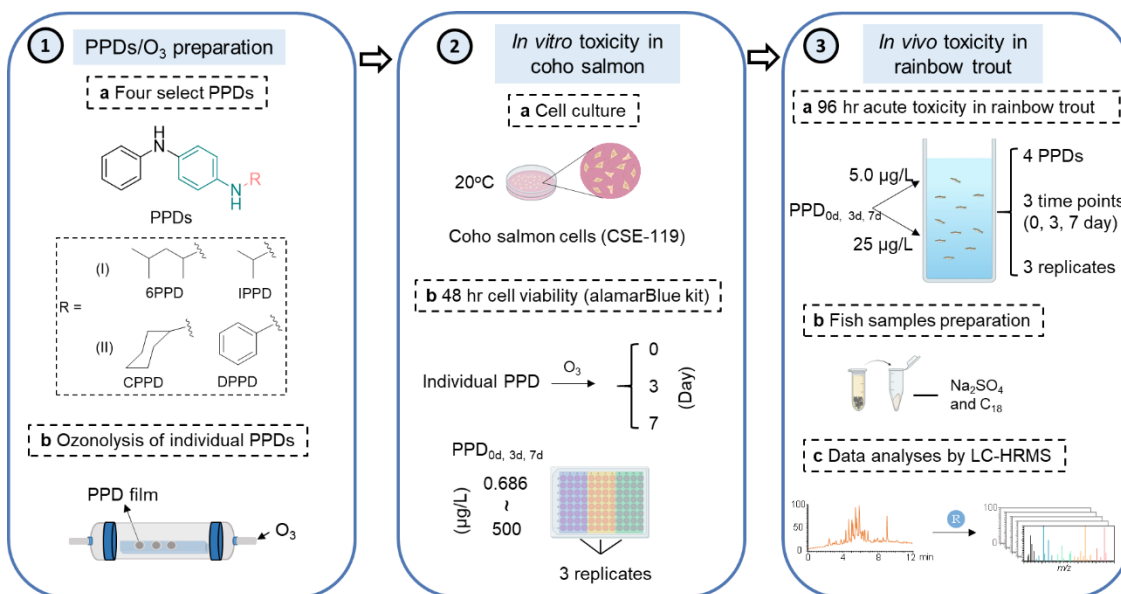 1
PPDs/O₃ preparation
a Four select PPDs
H
N
N
H
R
PPDs
R =
(I)
6PPD
IPPD
(II)
CPPD
DPPD
b Ozonolysis of individual PPDs
PPD film
O₃
2
In vitro toxicity in
coho salmon
a Cell culture
20°C
Coho salmon cells (CSE-119)
b 48 hr cell viability (alamarBlue kit)
Individual PPD
O₃
0
3
7
(Day)
PPD0d, 3d, 7d
(µg/L)
0.686
~
500
3 replicates
3
In vivo toxicity in
rainbow trout
a 96 hr acute toxicity in rainbow trout
5.0 µg/L
PPD0d, 3d, 7d
25 µg/L
4 PPDs
3 time points
(0, 3, 7 day)
3 replicates
b Fish samples preparation
Na₂SO₄
and C₁₈
c Data analyses by LC-HRMS
100
50
0
0 4 8 12 min
R
100
0
m/z